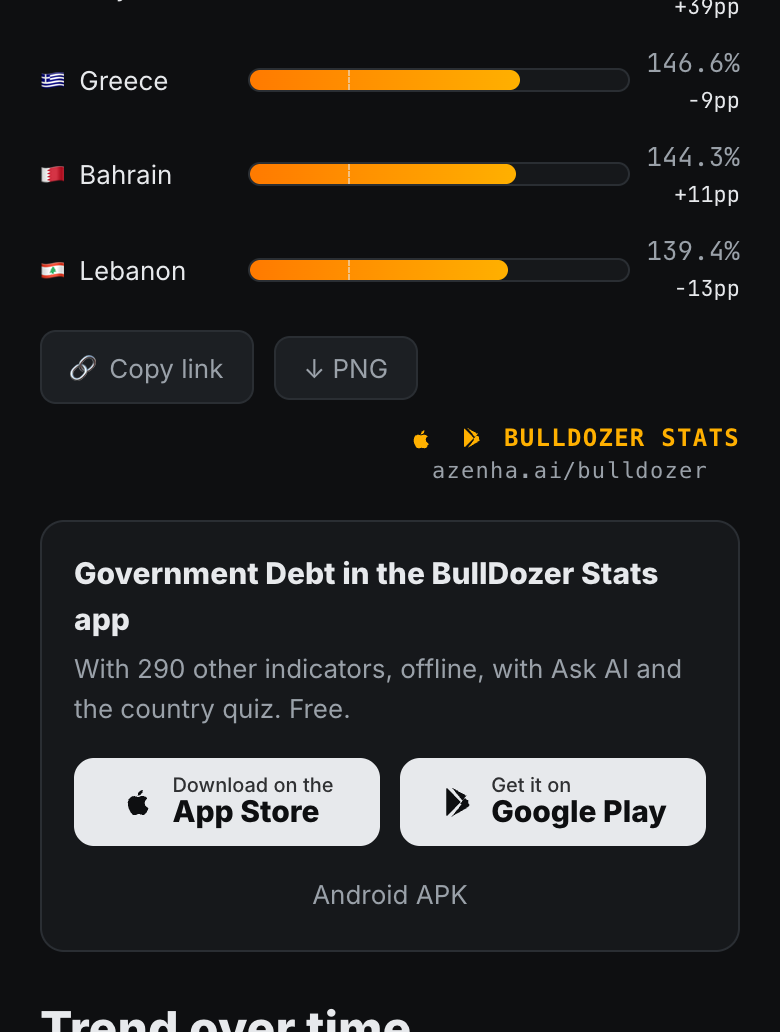 +39pp
Greece
146.6%
-9pp
Bahrain
144.3%
+11pp
Lebanon
139.4%
-13pp
Copy link
↓ PNG
BULLDOZER STATS
azenha.ai/bulldozer
Government Debt in the BullDozer Stats
app
With 290 other indicators, offline, with Ask AI and
the country quiz. Free.
Download on the
App Store
Get it on
Google Play
Android APK
Trend over time